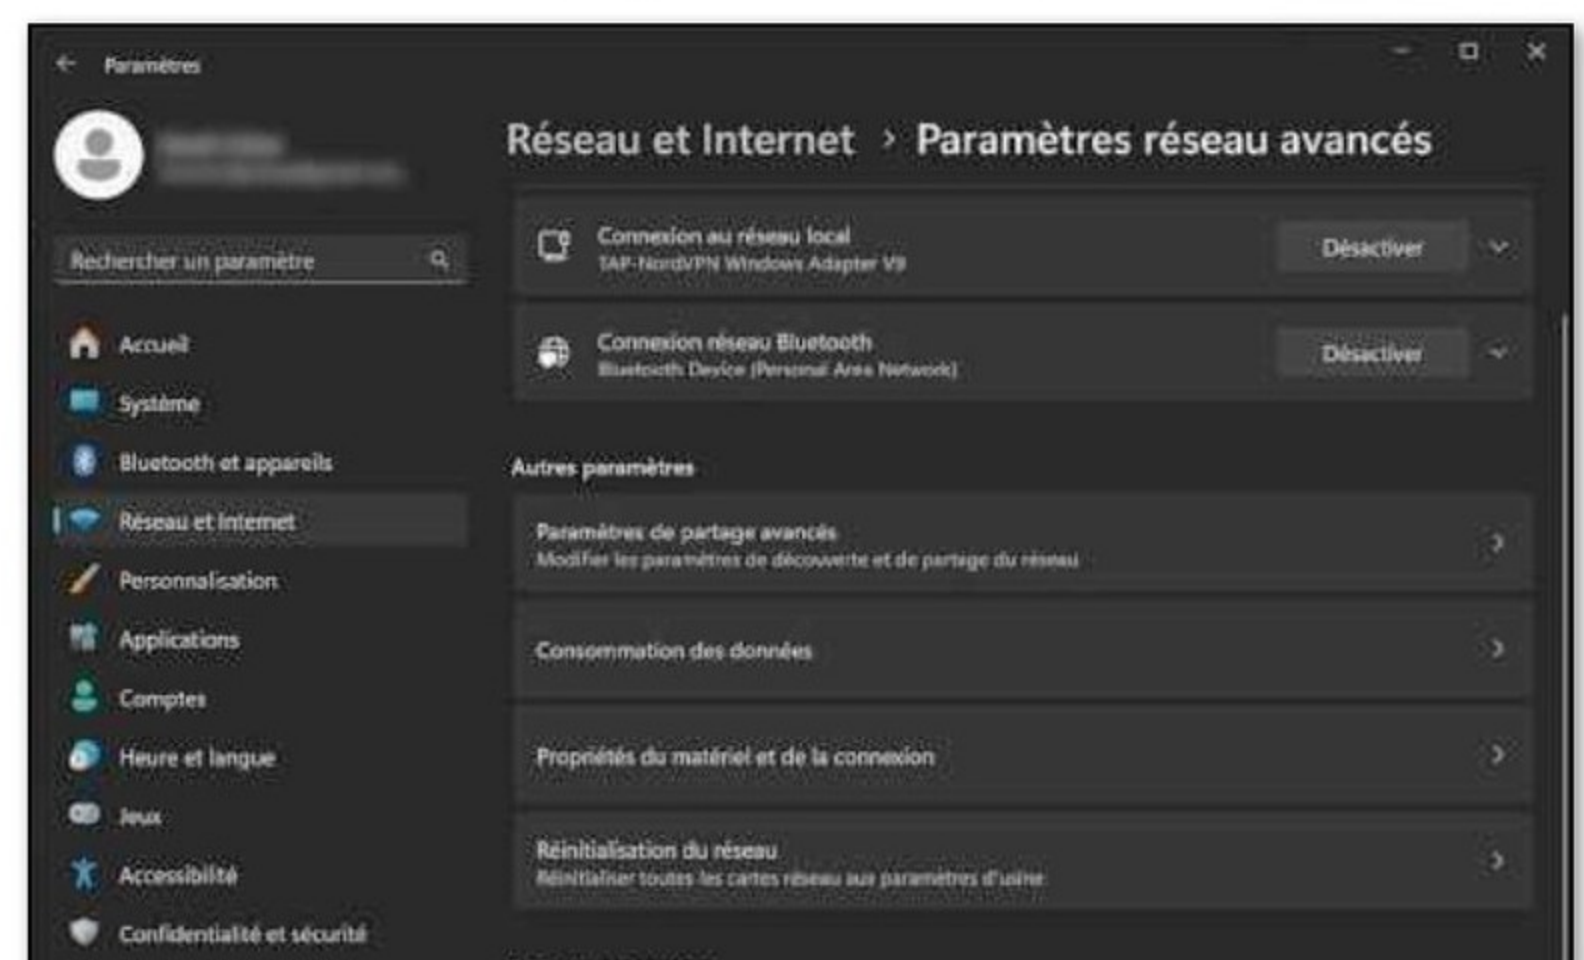 Paramètres
Réseau et Internet > Paramètres réseau avancés
Rechercher un paramètre
Accueil
Système
Bluetooth et appareils
Réseau et Internet
Personnalisation
Applications
Comptes
Heure et langue
Jeux
Accessibilité
Confidentialité et sécurité
Connexion au réseau local
TAP-NordVPN Windows Adapter V9
Désactiver
Connexion réseau Bluetooth
Bluetooth Device (Personal Area Network)
Désactiver
Autres paramètres
Paramètres de partage avancés
Modifier les paramètres de découverte et de partage du réseau
Consommation des données
Propriétés du matériel et de la connexion
Réinitialisation du réseau
Réinitialiser toutes les cartes réseau aux paramètres d'usine